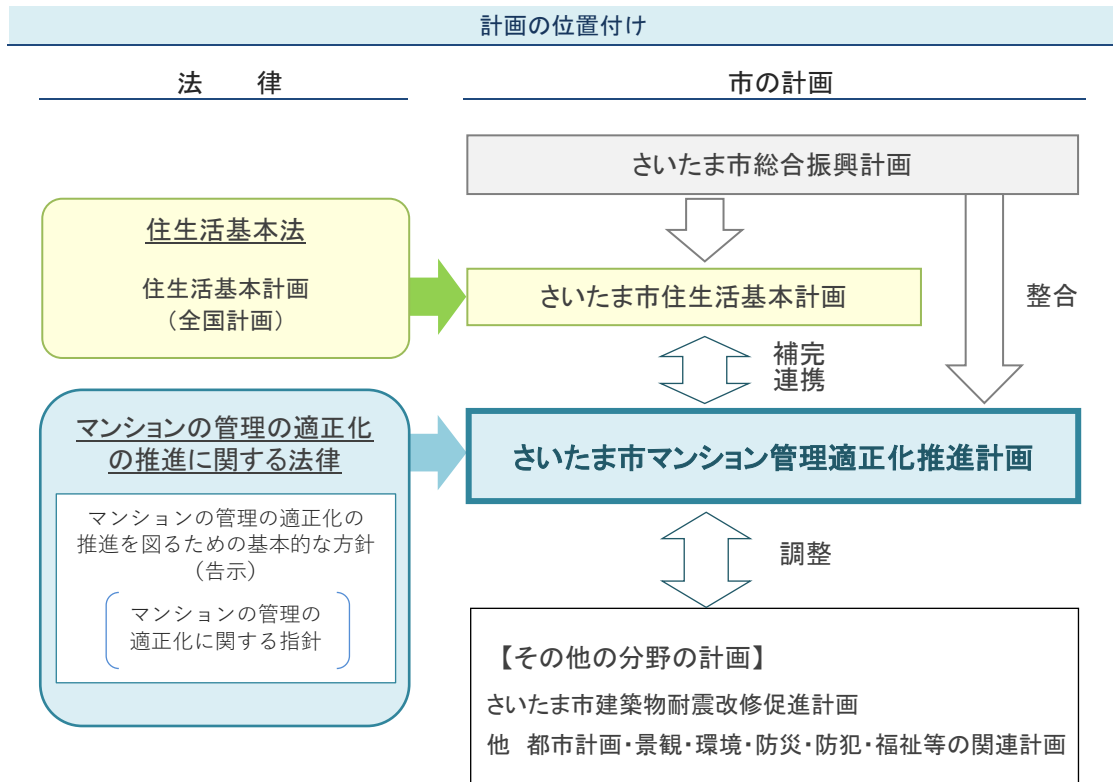 計画の位置付け
法　律
市の計画
さいたま市総合振興計画
住生活基本法
住生活基本計画
（全国計画）
さいたま市住生活基本計画
整合
補完
連携
マンションの管理の適正化
の推進に関する法律
マンションの管理の適正化の
推進を図るための基本的な方針
（告示）
マンションの管理の
適正化に関する指針
さいたま市マンション管理適正化推進計画
調整
【その他の分野の計画】
さいたま市建築物耐震改修促進計画
他　都市計画・景観・環境・防災・防犯・福祉等の関連計画